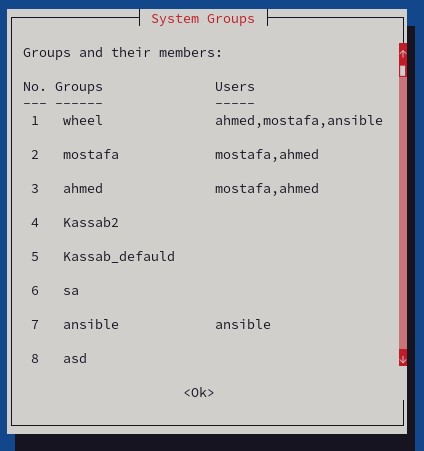 System Groups
Groups and their members:
No. Groups Users
--- ------ -----
1 wheel ahmed,mostafa,ansible
2 mostafa mostafa,ahmed
3 ahmed mostafa,ahmed
4 Kassab2
5 Kassab_defauld
6 sa
7 ansible ansible
8 asd
<Ok>